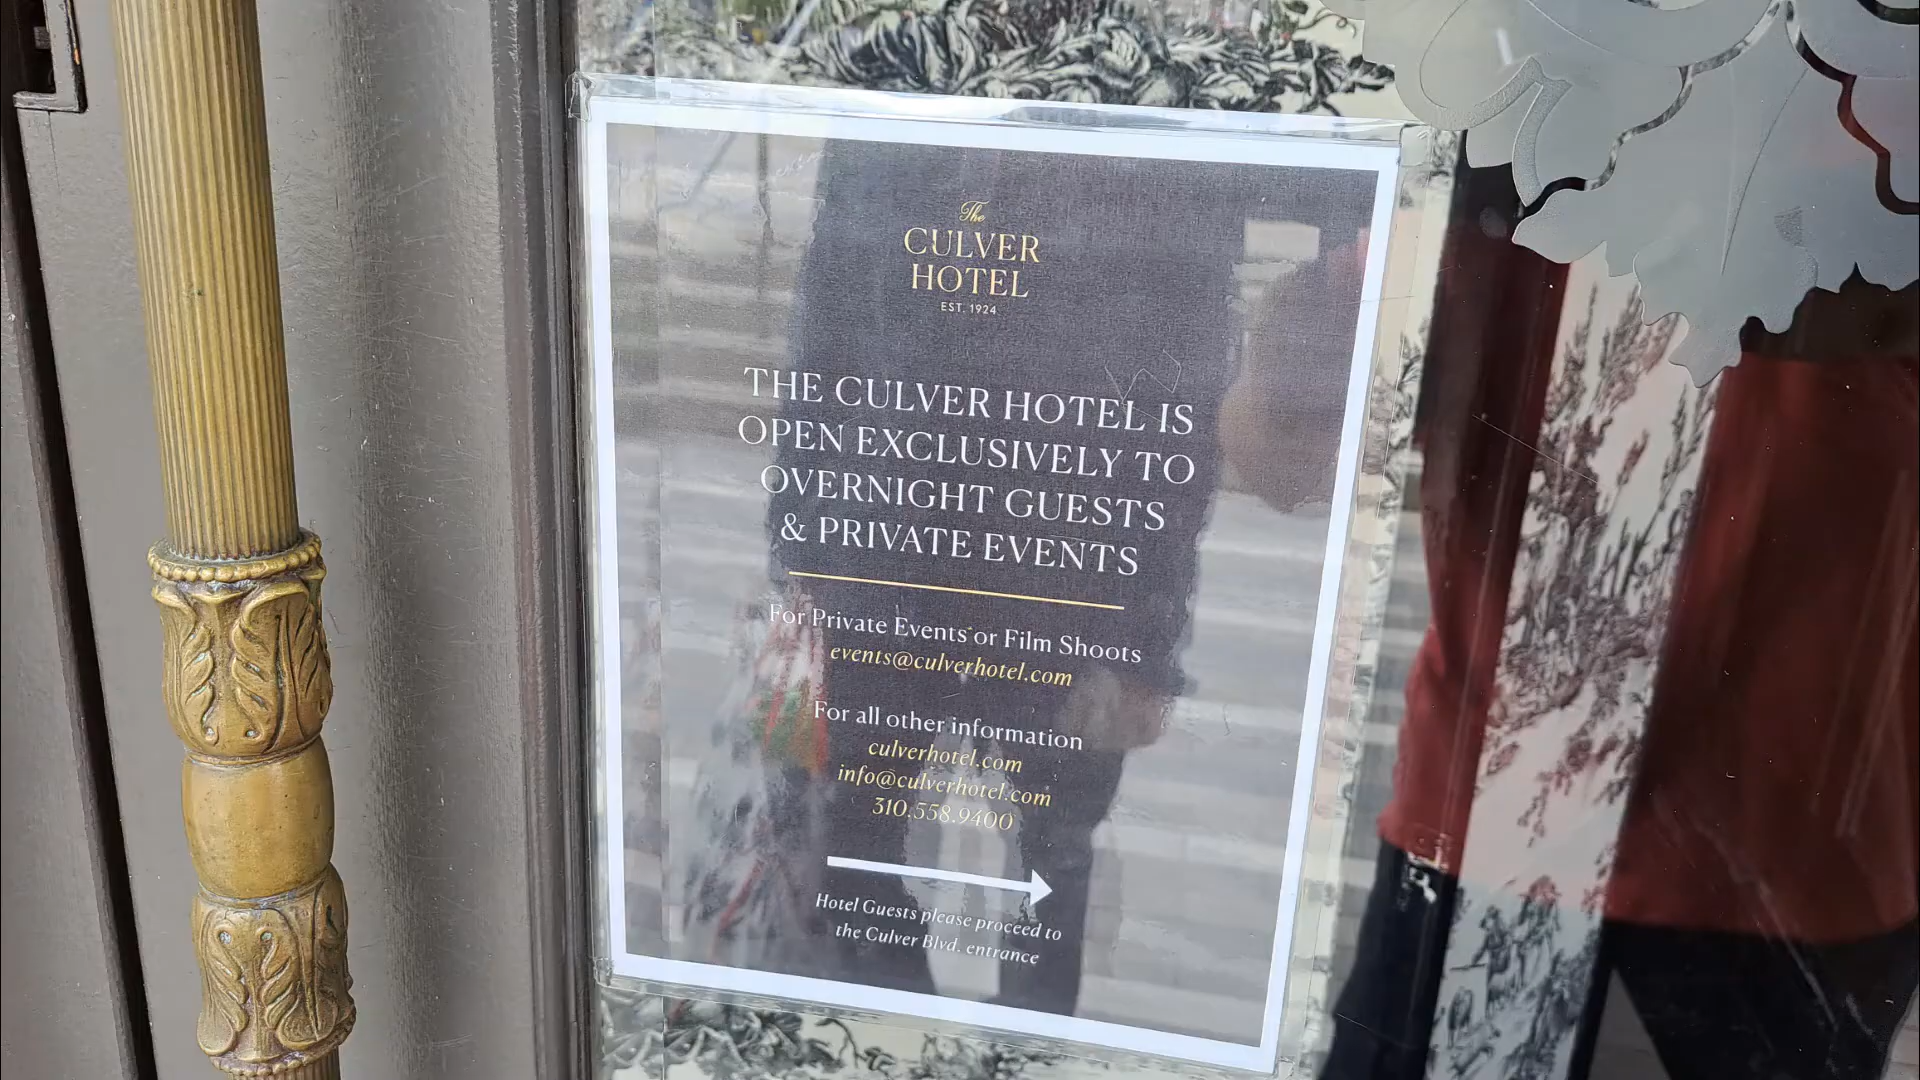 The
CULVER
HOTEL
EST. 1924
THE CULVER HOTEL IS
OPEN EXCLUSIVELY TO
OVERNIGHT GUESTS
& PRIVATE EVENTS
For Private Events or Film Shoots
events@culverhotel.com
For all other information
culverhotel.com
info@culverhotel.com
310.558.9400
Hotel Guests please proceed to
the Culver Blvd. entrance